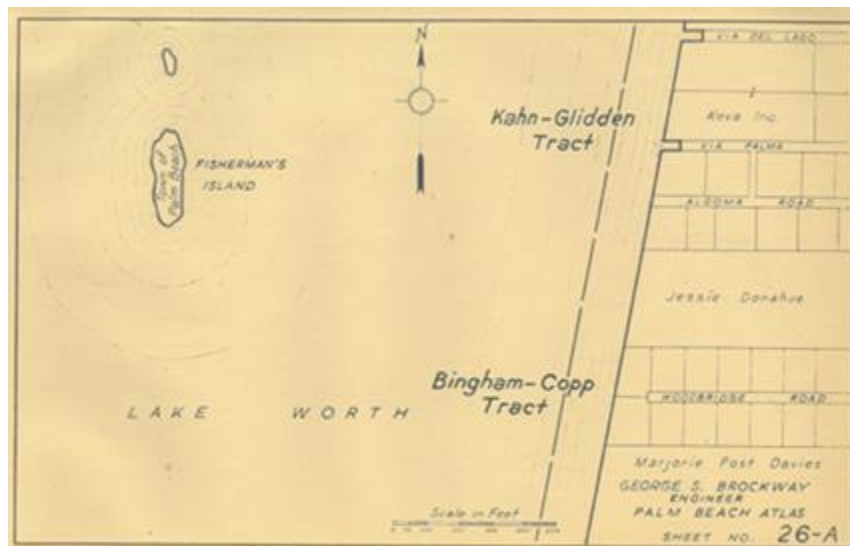 N
VIA DEL LAGO
Kahn-Glidden
Tract
Keva Inc.
VIA PALMA
FISHERMAN'S
ISLAND
Town of
Palm Beach
ALGOMA ROAD
Jessie Donahue
Bingham-Copp
Tract
LAKE WORTH
WOODBRIDGE ROAD
Marjorie Post Davies
GEORGE S. BROCKWAY
ENGINEER
PALM BEACH ATLAS
Scale in Feet
SHEET NO. 26-A